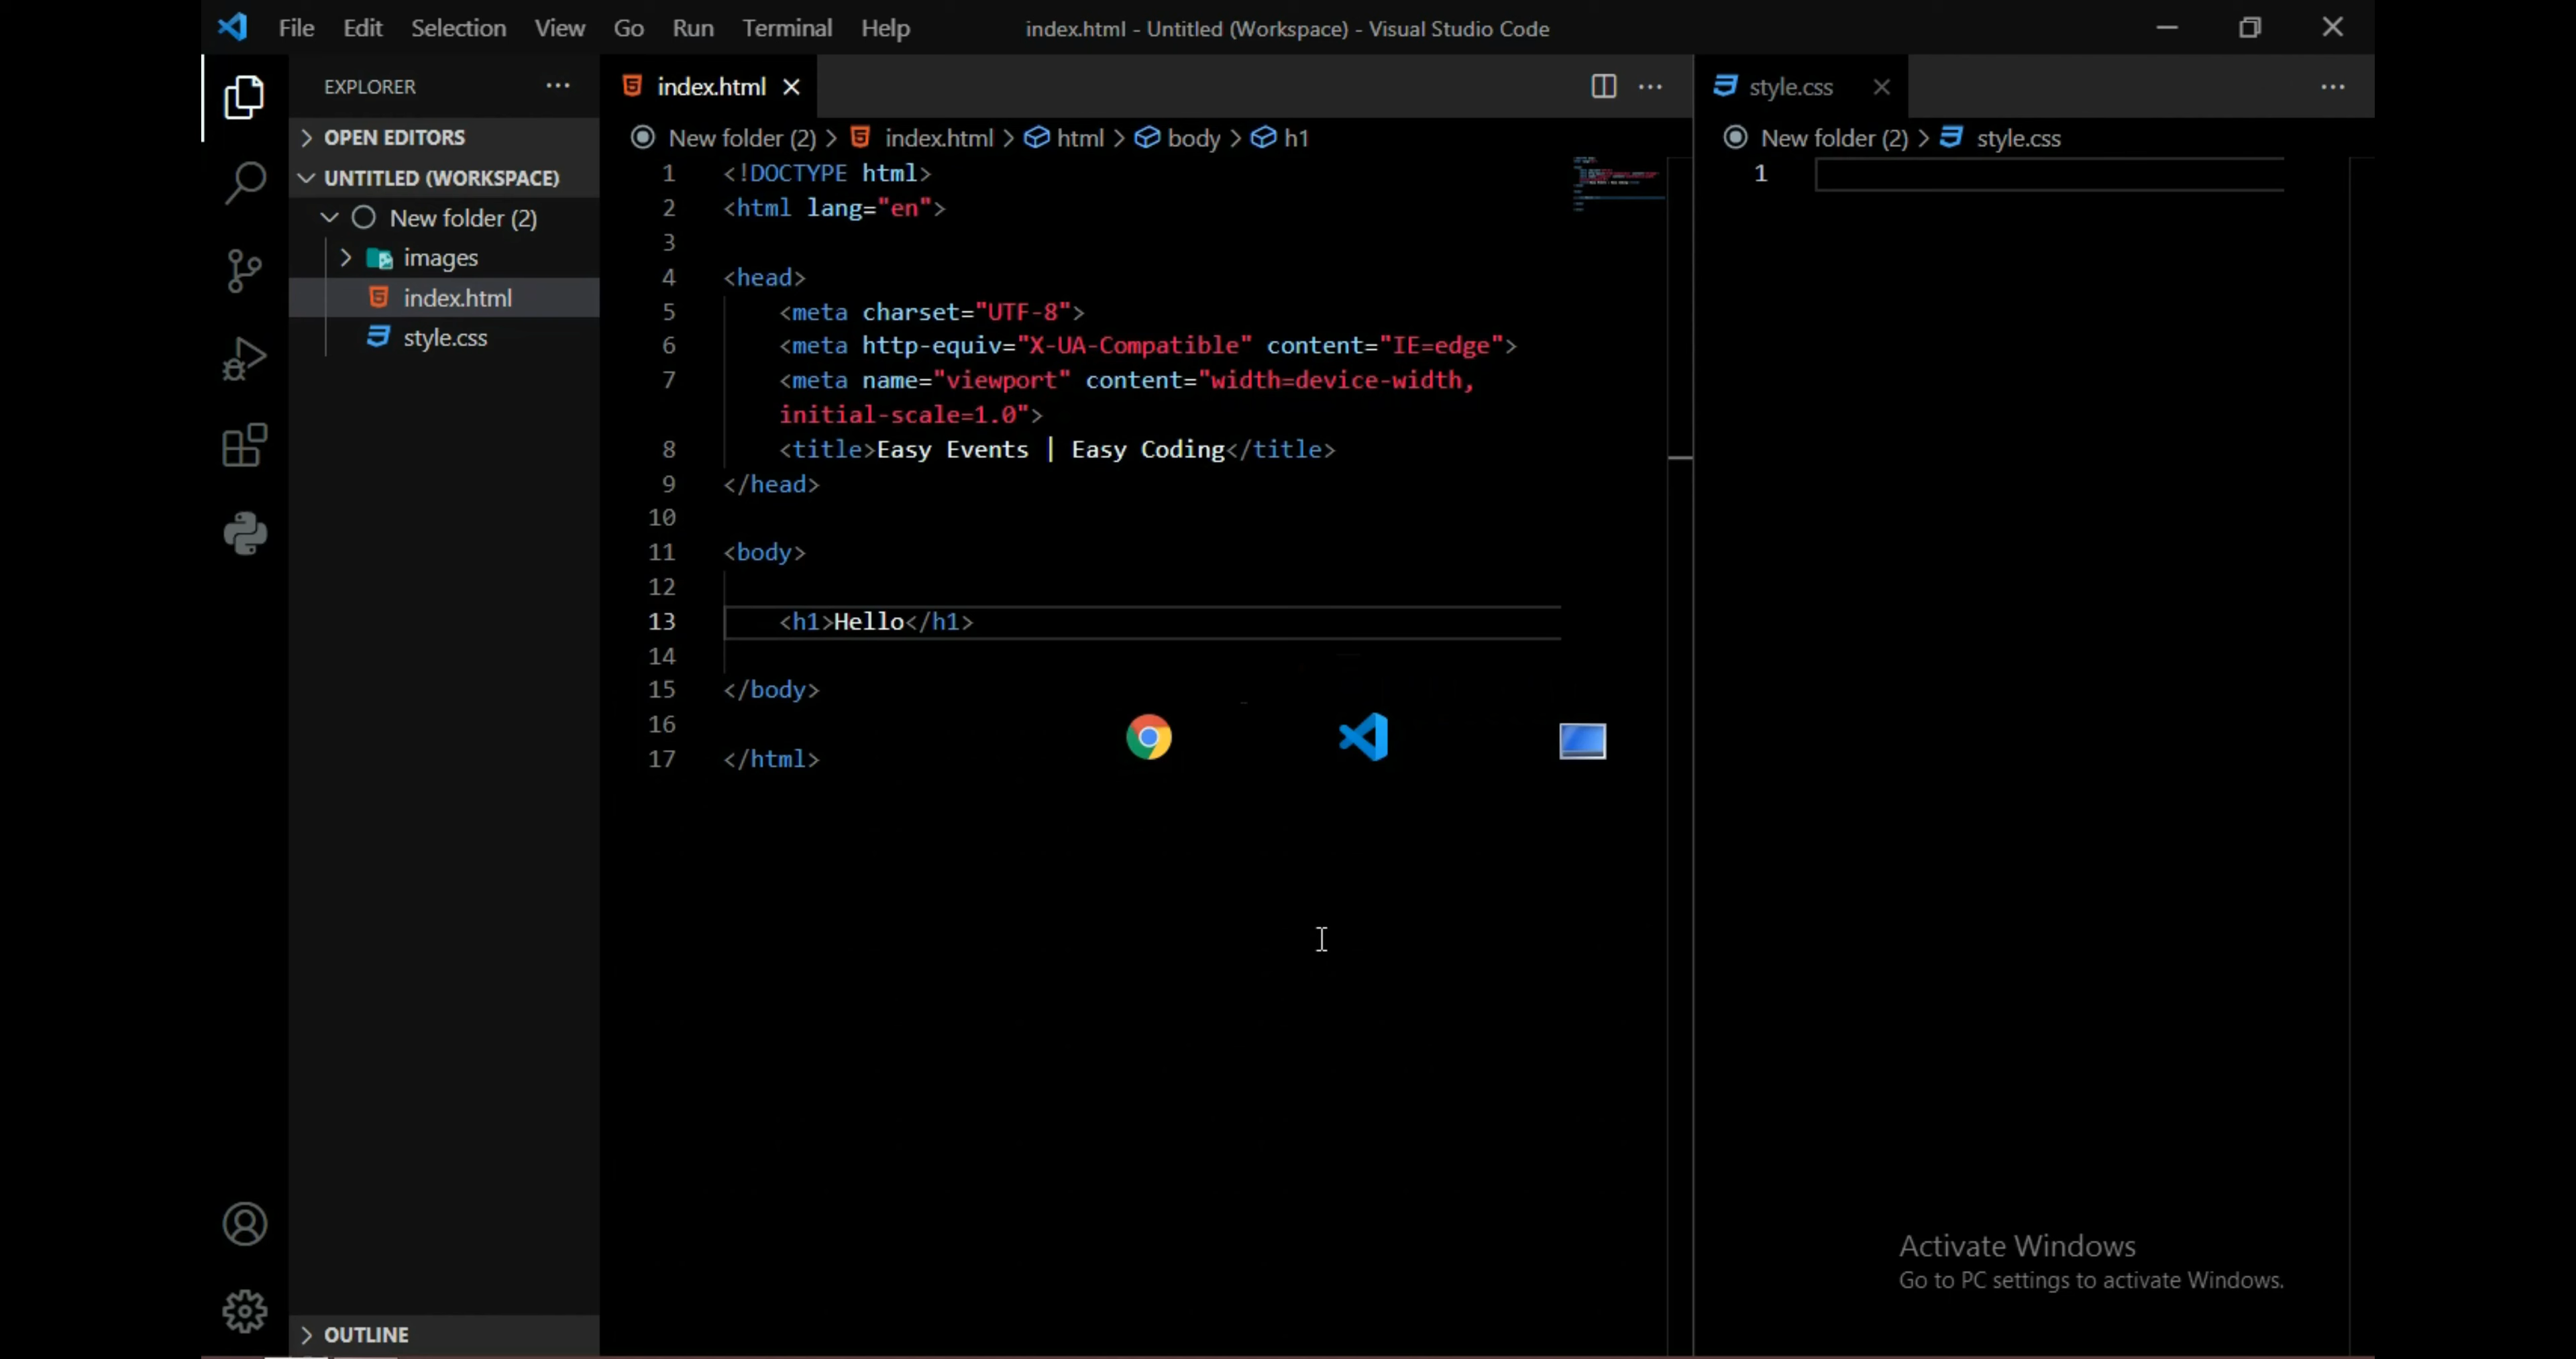 File Edit Selection View Go Run Terminal Help
index.html - Untitled (Workspace) - Visual Studio Code
EXPLORER
OPEN EDITORS
UNTITLED (WORKSPACE)
New folder (2)
images
index.html
style.css
OUTLINE
index.html
New folder (2) > index.html > html > body > h1
1 <!DOCTYPE html>
2 <html lang="en">
3
4 <head>
5 <meta charset="UTF-8">
6 <meta http-equiv="X-UA-Compatible" content="IE=edge">
7 <meta name="viewport" content="width=device-width,
initial-scale=1.0">
8 <title>Easy Events | Easy Coding</title>
9 </head>
10
11 <body>
12
13 <h1>Hello</h1>
14
15 </body>
16
17 </html>
style.css
New folder (2) > style.css
1
Activate Windows
Go to PC settings to activate Windows.